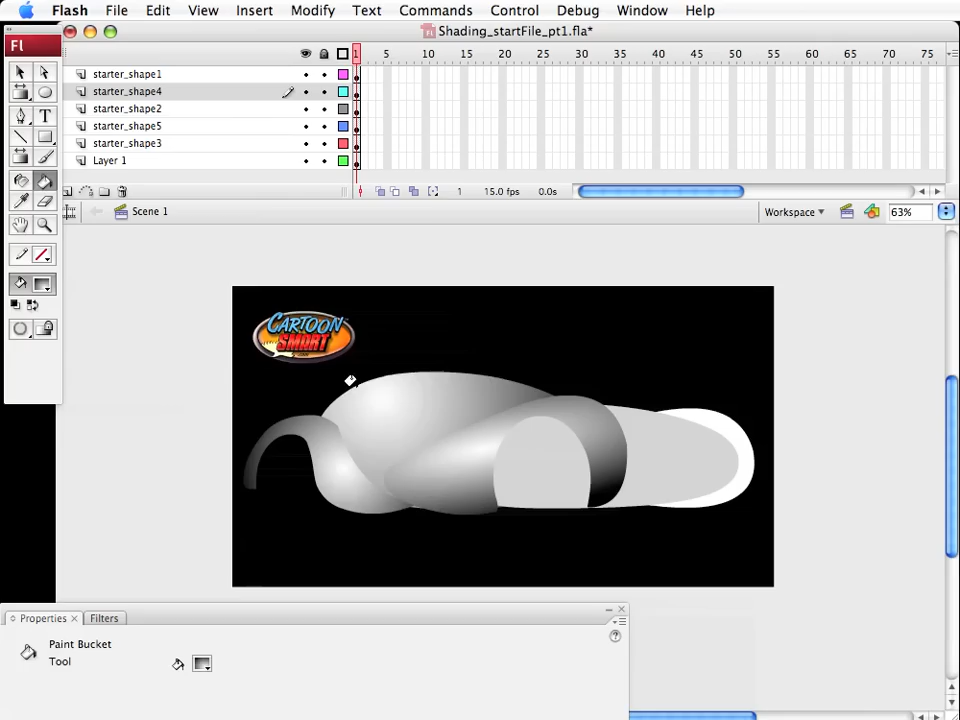 Flash File Edit View Insert Modify Text Commands Control Debug Window Help
Shading_startFile_pt1.fla*
Fl
1 5 10 15 20 25 30 35 40 45 50 55 60 65 70 75
starter_shape1
starter_shape4
starter_shape2
starter_shape5
starter_shape3
Layer 1
1 15.0 fps 0.0s
Scene 1
Workspace
63%
T
CARTOON
SMART
Properties
Filters
Paint Bucket
Tool
?